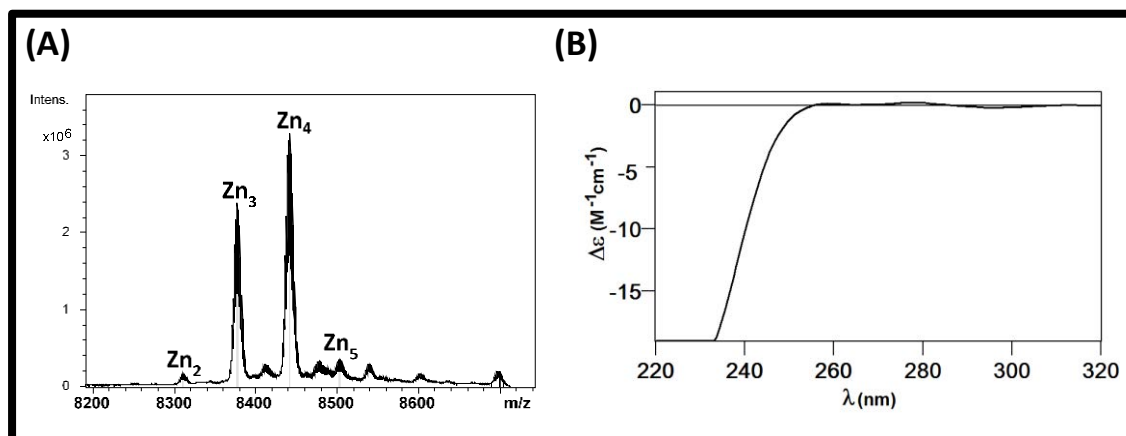 (A)
(B)
Intens.
x10⁶
3
2
1
0
Zn₂
Zn₃
Zn₄
Zn₅
8200
8300
8400
8500
8600
m/z
Δε (M⁻¹cm⁻¹)
0
-5
-10
-15
220
240
260
280
300
320
λ (nm)